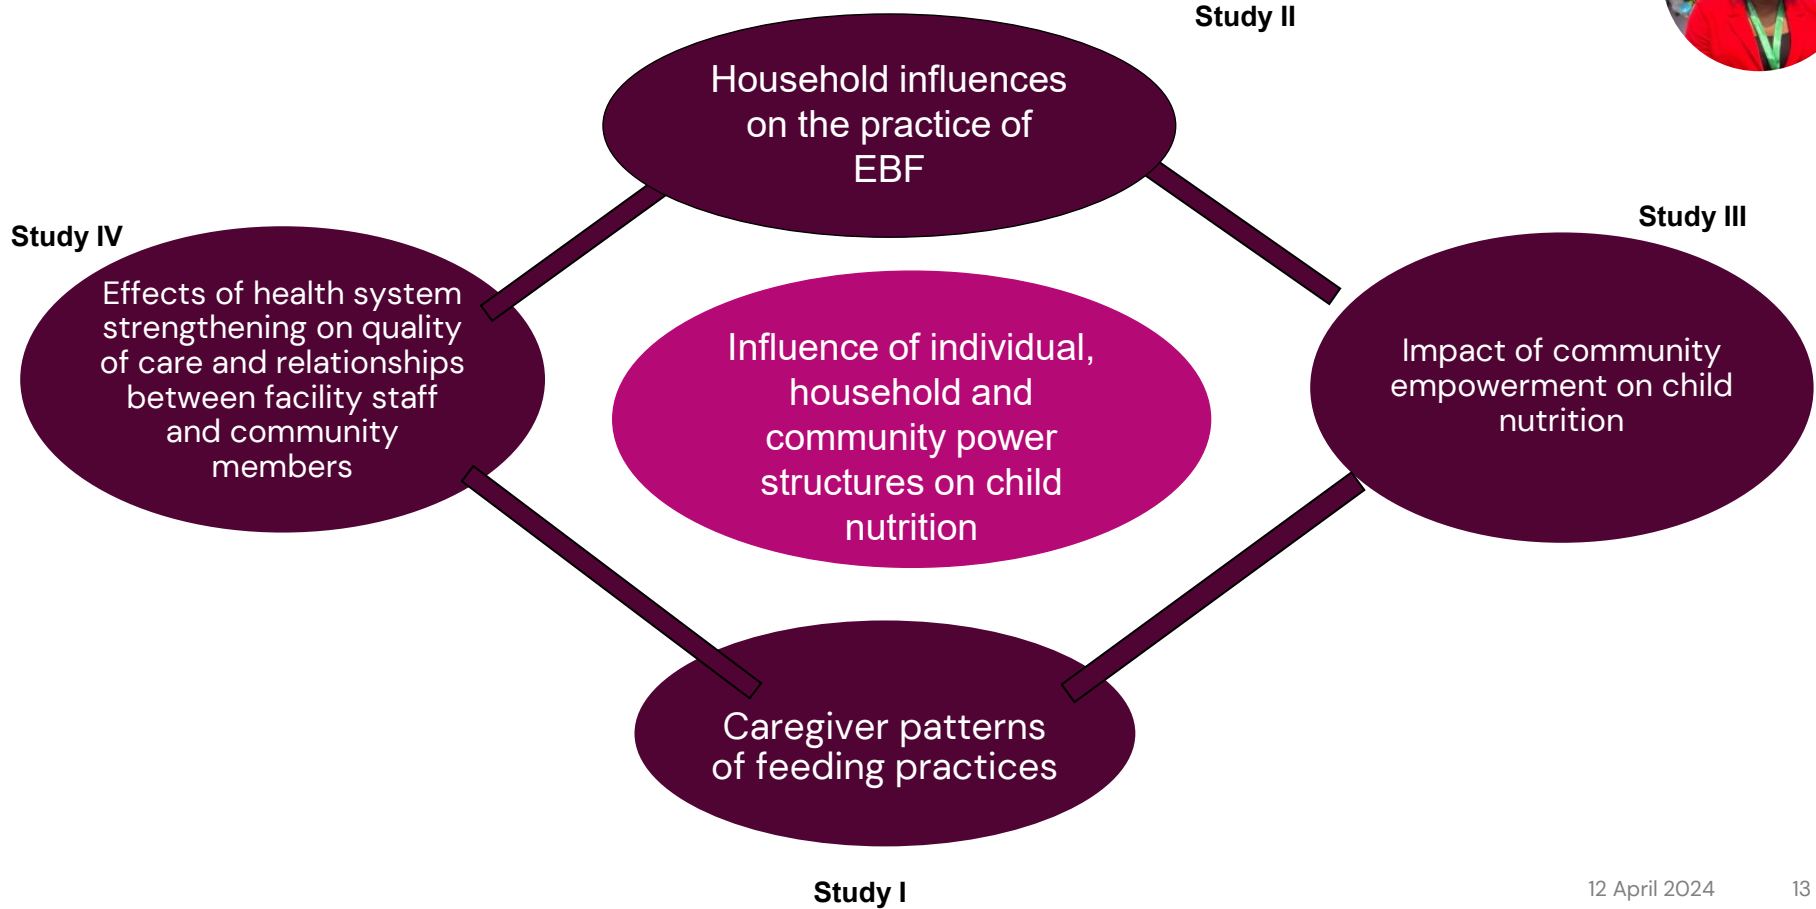 Study II
Household influences
on the practice of
EBF
Study III
Study IV
Effects of health system
strengthening on quality
of care and relationships
between facility staff
and community
members
Influence of individual,
household and
community power
structures on child
nutrition
Impact of community
empowerment on child
nutrition
Caregiver patterns
of feeding practices
Study I
12 April 2024 13